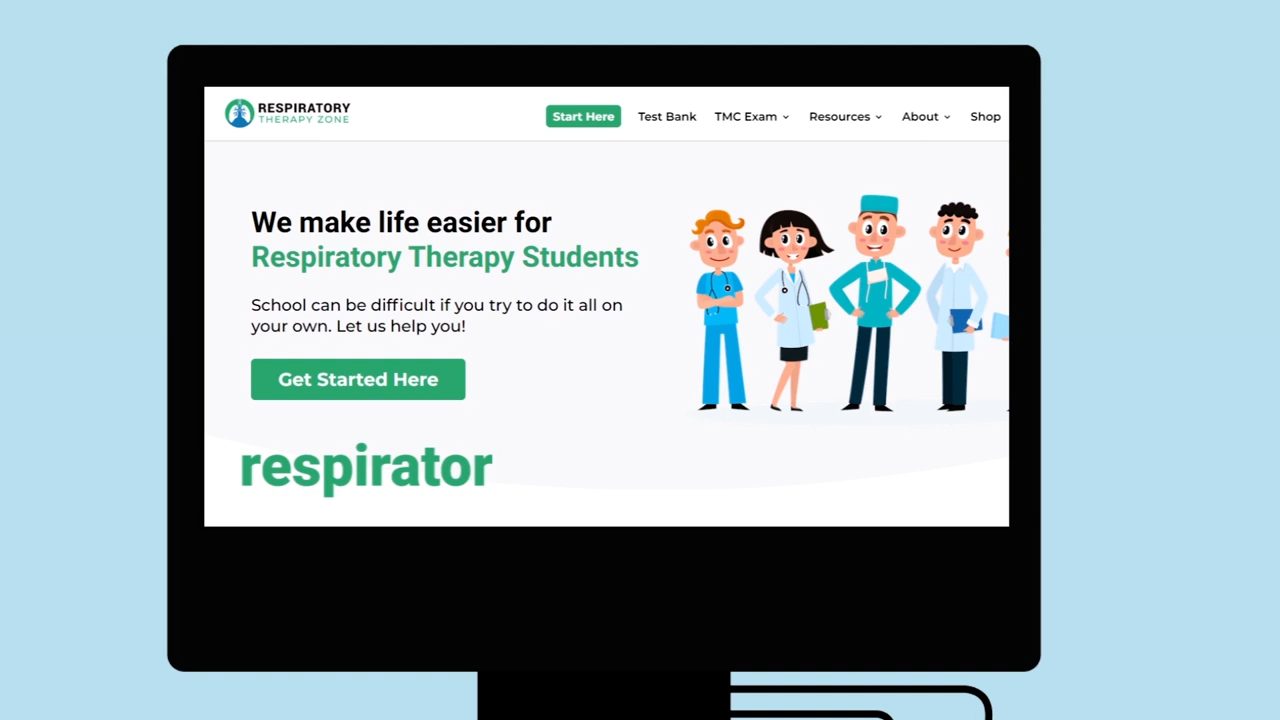 RESPIRATORY
THERAPY ZONE
Start Here Test Bank TMC Exam Resources About Shop
We make life easier for
Respiratory Therapy Students
School can be difficult if you try to do it all on
your own. Let us help you!
Get Started Here
respirator